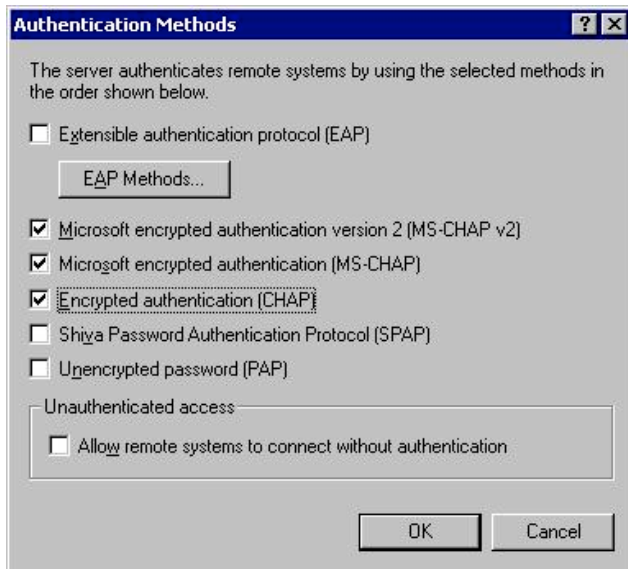 Authentication Methods
The server authenticates remote systems by using the selected methods in
the order shown below.
Extensible authentication protocol (EAP)
EAP Methods...
Microsoft encrypted authentication version 2 (MS-CHAP v2)
Microsoft encrypted authentication (MS-CHAP)
Encrypted authentication (CHAP)
Shiva Password Authentication Protocol (SPAP)
Unencrypted password (PAP)
Unauthenticated access
Allow remote systems to connect without authentication
OK Cancel